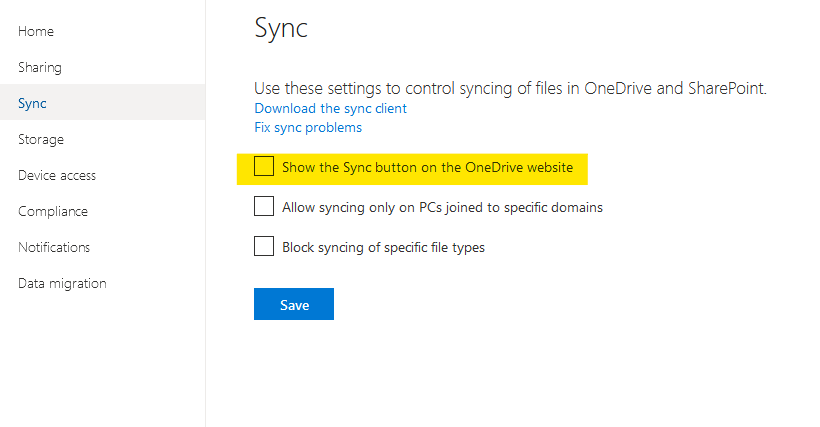 Home
Sharing
Sync
Storage
Device access
Compliance
Notifications
Data migration
Sync
Use these settings to control syncing of files in OneDrive and SharePoint.
Download the sync client
Fix sync problems
Show the Sync button on the OneDrive website
Allow syncing only on PCs joined to specific domains
Block syncing of specific file types
Save